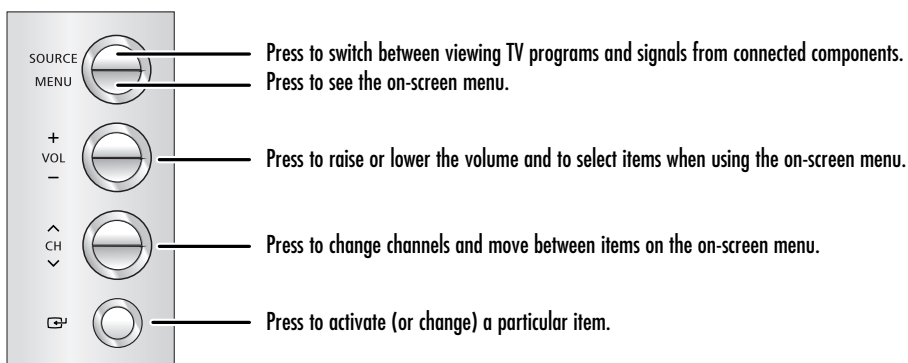 SOURCE
Press to switch between viewing TV programs and signals from connected components.
MENU
Press to see the on-screen menu.
+
VOL
–
Press to raise or lower the volume and to select items when using the on-screen menu.
CH
Press to change channels and move between items on the on-screen menu.
Press to activate (or change) a particular item.